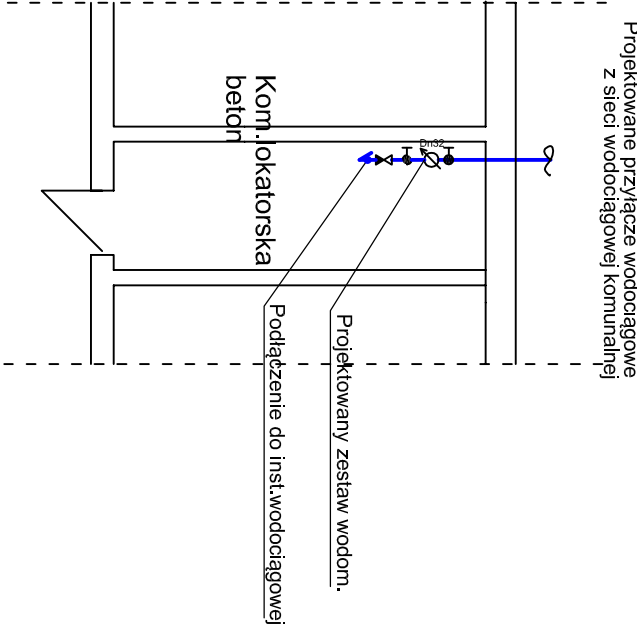 Projektowane przyłącze wodociągowe
z sieci wodociągowej komunalnej
Dn32
Projektowany zestaw wodom.
Podłączenie do inst.wodociągowej
Kom.lokatorska
beton